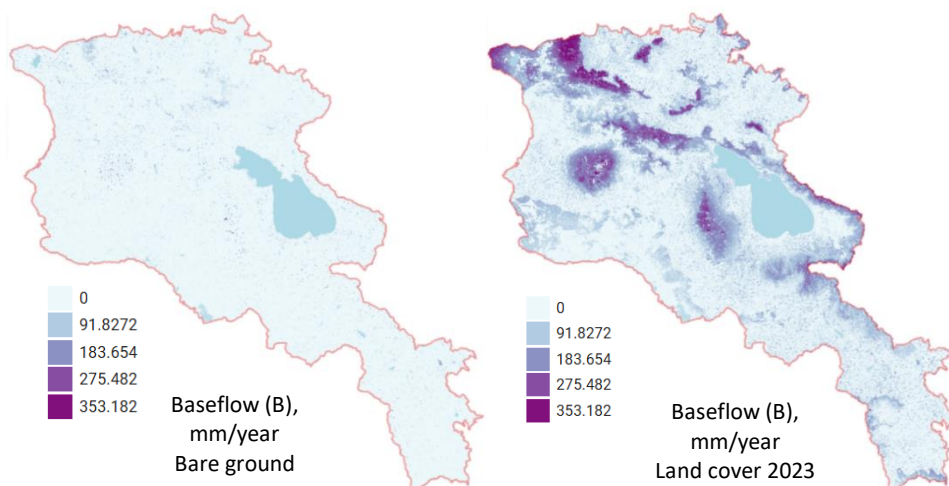 0
91.8272
183.654
275.482
353.182
Baseflow (B),
mm/year
Bare ground
0
91.8272
183.654
275.482
353.182
Baseflow (B),
mm/year
Land cover 2023